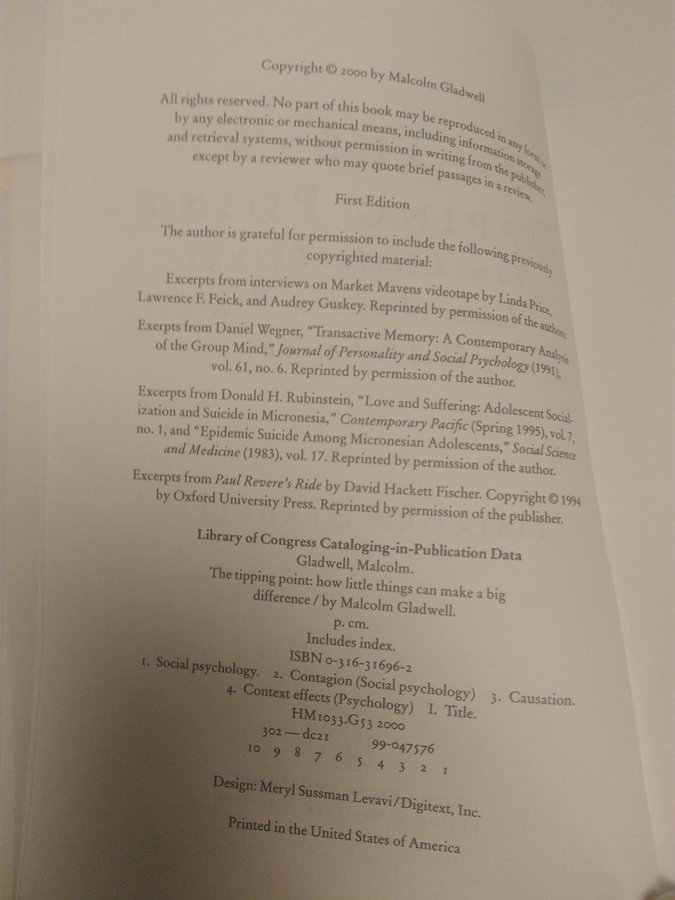 Copyright © 2000 by Malcolm Gladwell
All rights reserved. No part of this book may be reproduced in any form or
by any electronic or mechanical means, including information storage
and retrieval systems, without permission in writing from the publisher,
except by a reviewer who may quote brief passages in a review.
First Edition
The author is grateful for permission to include the following previously
copyrighted material:
Excerpts from interviews on Market Mavens videotape by Linda Price,
Lawrence F. Feick, and Audrey Guskey. Reprinted by permission of the authors.
Exerpts from Daniel Wegner, “Transactive Memory: A Contemporary Analysis
of the Group Mind,” Journal of Personality and Social Psychology (1991),
vol. 61, no. 6. Reprinted by permission of the author.
Excerpts from Donald H. Rubinstein, “Love and Suffering: Adolescent Social-
ization and Suicide in Micronesia,” Contemporary Pacific (Spring 1995), vol. 7,
no. 1, and “Epidemic Suicide Among Micronesian Adolescents,” Social Science
and Medicine (1983), vol. 17. Reprinted by permission of the author.
Excerpts from Paul Revere's Ride by David Hackett Fischer. Copyright © 1994
by Oxford University Press. Reprinted by permission of the publisher.
Library of Congress Cataloging-in-Publication Data
Gladwell, Malcolm.
The tipping point: how little things can make a big
difference / by Malcolm Gladwell.
p. cm.
Includes index.
ISBN 0-316-31696-2
1. Social psychology. 2. Contagion (Social psychology) 3. Causation.
4. Context effects (Psychology) I. Title.
HM1033.G53 2000
302 — dc21 99-047576
10 9 8 7 6 5 4 3 2 1
Design: Meryl Sussman Levavi/Digitext, Inc.
Printed in the United States of America